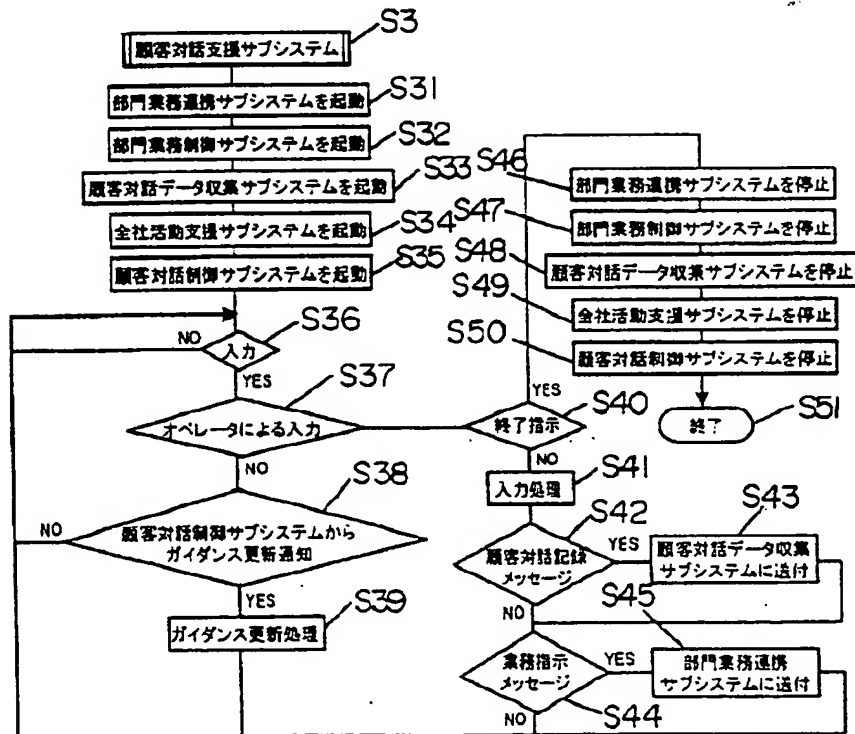 S3
顧客対話支援サブシステム
部門業務連携サブシステムを起動
S31
部門業務制御サブシステムを起動
S32
顧客対話データ収集サブシステムを起動
S33
全社活動支援サブシステムを起動
S34
顧客対話制御サブシステムを起動
S35
入力
S36
NO
YES
オペレータによる入力
S37
NO
顧客対話制御サブシステムから
ガイダンス更新通知
S38
NO
YES
ガイダンス更新処理
S39
終了指示
S40
YES
NO
入力処理
S41
顧客対話記録
メッセージ
S42
YES
NO
顧客対話データ収集
サブシステムに送付
S43
業務指示
メッセージ
S44
YES
NO
部門業務連携
サブシステムに送付
S45
S46
部門業務連携サブシステムを停止
S47
部門業務制御サブシステムを停止
S48
顧客対話データ収集サブシステムを停止
S49
全社活動支援サブシステムを停止
S50
顧客対話制御サブシステムを停止
終了
S51